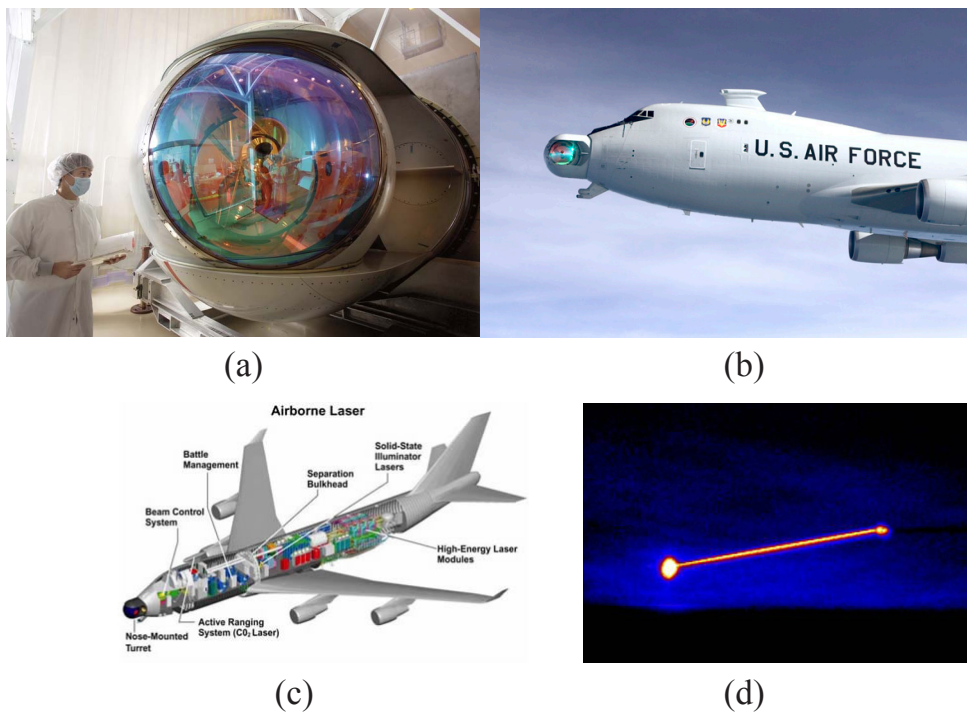 U.S. AIR FORCE
(a)
(b)
Airborne Laser
Battle
Management
Solid-State
Illuminator
Lasers
Separation
Bulkhead
Beam Control
System
High-Energy Laser
Modules
Active Ranging
System (C0₂ Laser)
Nose-Mounted
Turret
(c)
(d)